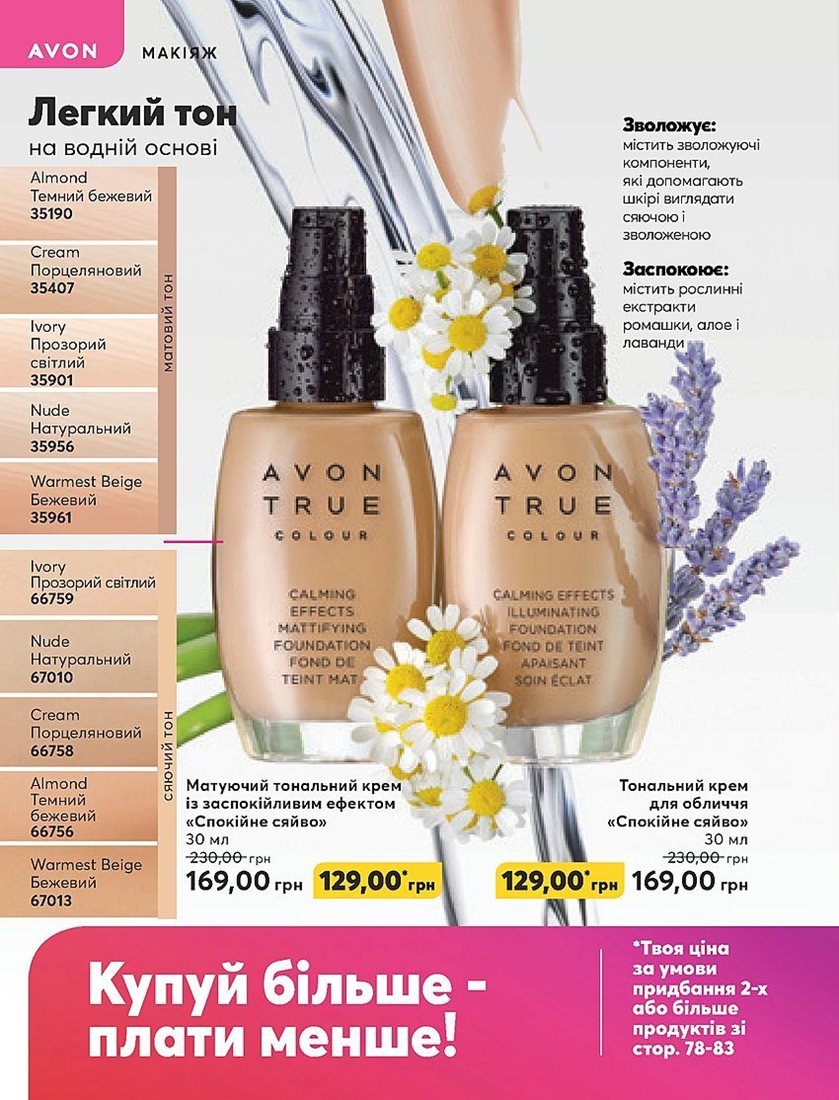 AVON
МАКІЯЖ
Легкий тон
на водній основі
Almond
Темний бежевий
35190
Cream
Порцеляновий
35407
Ivory
Прозорий
світлий
35901
Nude
Натуральний
35956
Warmest Beige
Бежевий
35961
матовий тон
Ivory
Прозорий світлий
66759
Nude
Натуральний
67010
Cream
Порцеляновий
66758
Almond
Темний
бежевий
66756
Warmest Beige
Бежевий
67013
сяючий тон
Зволожує:
містить зволожуючі
компоненти,
які допомагають
шкірі виглядати
сяючою і
зволоженою
Заспокоює:
містить рослинні
екстракти
ромашки, алое і
лаванди
AVON
TRUE
COLOUR
CALMING
EFFECTS
MATTIFYING
FOUNDATION
FOND DE
TEINT MAT
AVON
TRUE
COLOUR
CALMING EFFECTS
ILLUMINATING
FOUNDATION
FOND DE TEINT
APAISANT
SOIN ÉCLAT
Матуючий тональний крем
із заспокійливим ефектом
«Спокійне сяйво»
30 мл
230,00 грн
169,00 грн 129,00* грн
Тональний крем
для обличчя
«Спокійне сяйво»
30 мл
230,00 грн
129,00* грн 169,00 грн
Купуй більше -
плати менше!
*Твоя ціна
за умови
придбання 2-х
або більше
продуктів зі
стор. 78-83